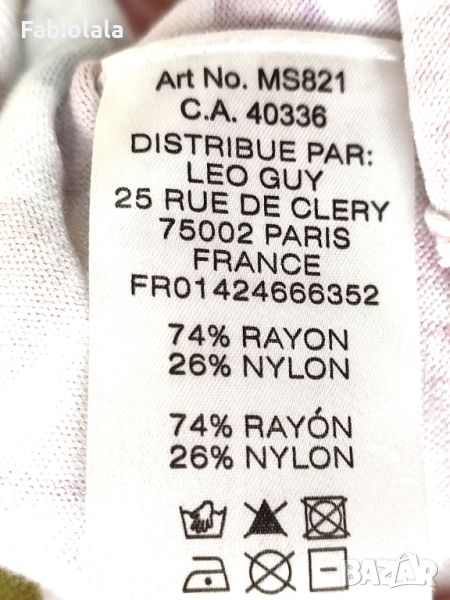 Fabiolala
Art No. MS821
C.A. 40336
DISTRIBUE PAR:
LEO GUY
25 RUE DE CLERY
75002 PARIS
FRANCE
FR01424666352
74% RAYON
26% NYLON
74% RAYÓN
26% NYLON
BAZAR